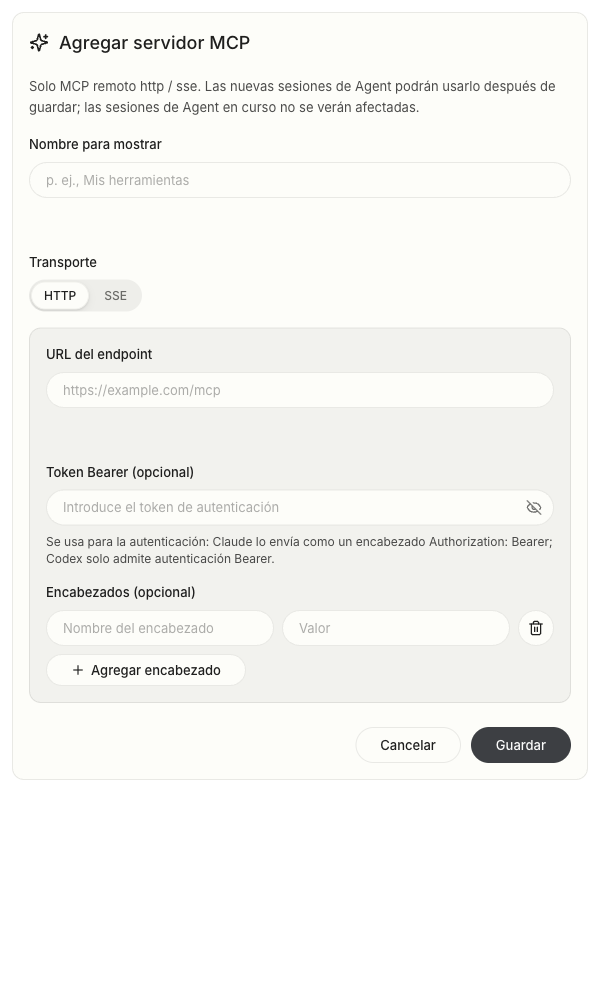 Agregar servidor MCP
Solo MCP remoto http / sse. Las nuevas sesiones de Agent podrán usarlo después de
guardar; las sesiones de Agent en curso no se verán afectadas.
Nombre para mostrar
p. ej., Mis herramientas
Transporte
HTTP SSE
URL del endpoint
https://example.com/mcp
Token Bearer (opcional)
Introduce el token de autenticación
Se usa para la autenticación: Claude lo envía como un encabezado Authorization: Bearer;
Codex solo admite autenticación Bearer.
Encabezados (opcional)
Nombre del encabezado Valor
+ Agregar encabezado
Cancelar Guardar